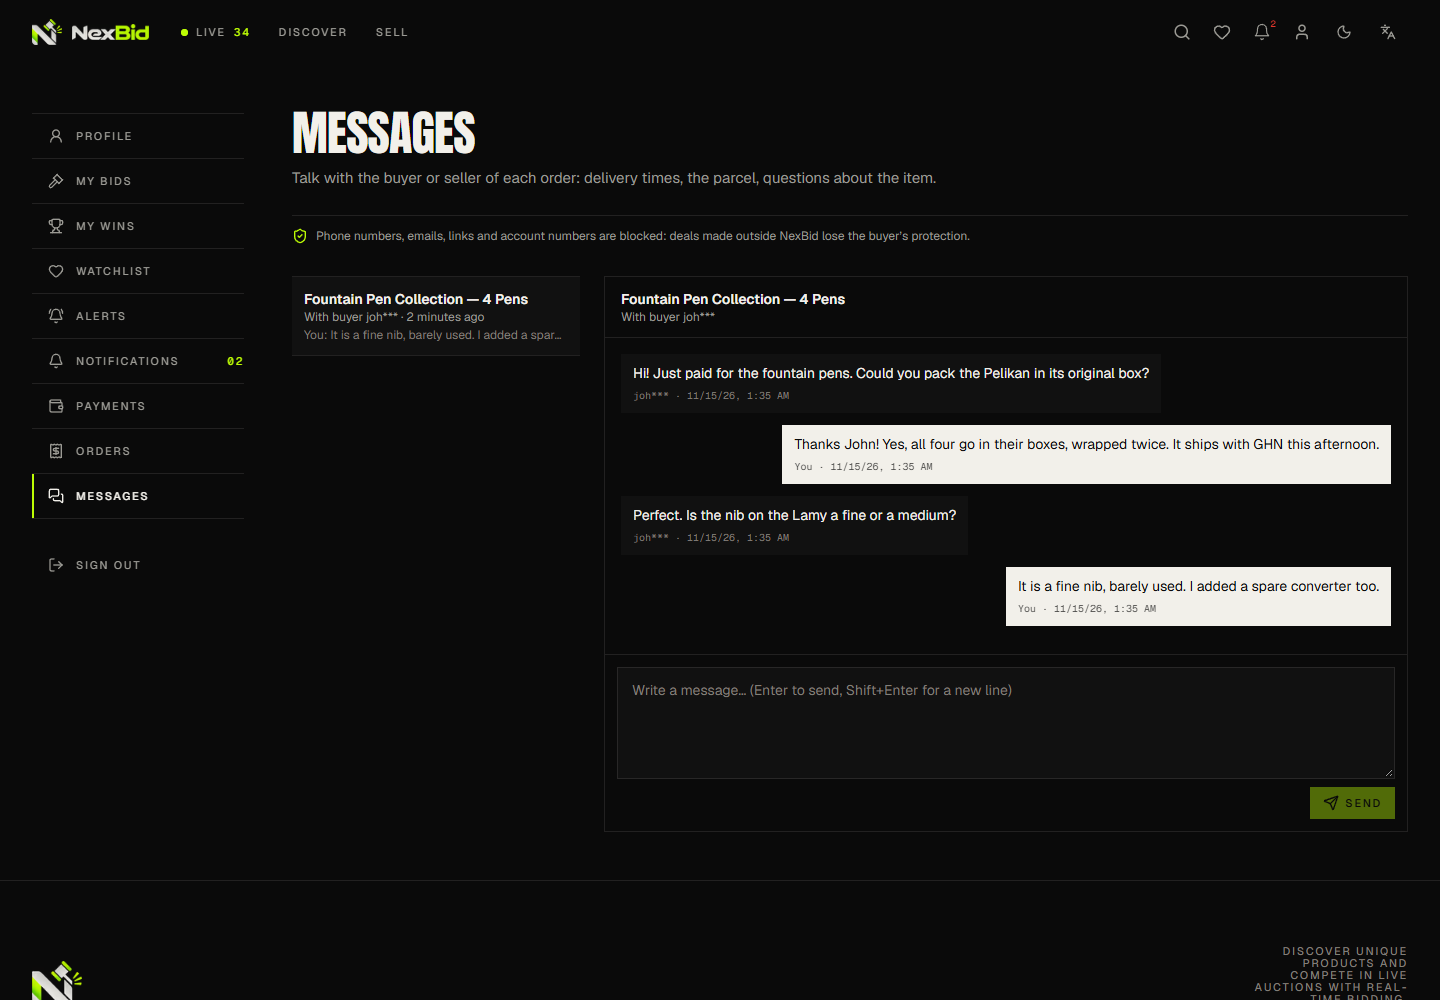 NexBid
LIVE 34
DISCOVER
SELL
2
PROFILE
MY BIDS
MY WINS
WATCHLIST
ALERTS
NOTIFICATIONS 02
PAYMENTS
ORDERS
MESSAGES
SIGN OUT
MESSAGES
Talk with the buyer or seller of each order: delivery times, the parcel, questions about the item.
Phone numbers, emails, links and account numbers are blocked: deals made outside NexBid lose the buyer's protection.
Fountain Pen Collection — 4 Pens
With buyer joh*** · 2 minutes ago
You: It is a fine nib, barely used. I added a spar...
Fountain Pen Collection — 4 Pens
With buyer joh***
Hi! Just paid for the fountain pens. Could you pack the Pelikan in its original box?
joh*** · 11/15/26, 1:35 AM
Thanks John! Yes, all four go in their boxes, wrapped twice. It ships with GHN this afternoon.
You · 11/15/26, 1:35 AM
Perfect. Is the nib on the Lamy a fine or a medium?
joh*** · 11/15/26, 1:35 AM
It is a fine nib, barely used. I added a spare converter too.
You · 11/15/26, 1:35 AM
Write a message... (Enter to send, Shift+Enter for a new line)
SEND
DISCOVER UNIQUE
PRODUCTS AND
COMPETE IN LIVE
AUCTIONS WITH REAL-
TIME BIDDING.